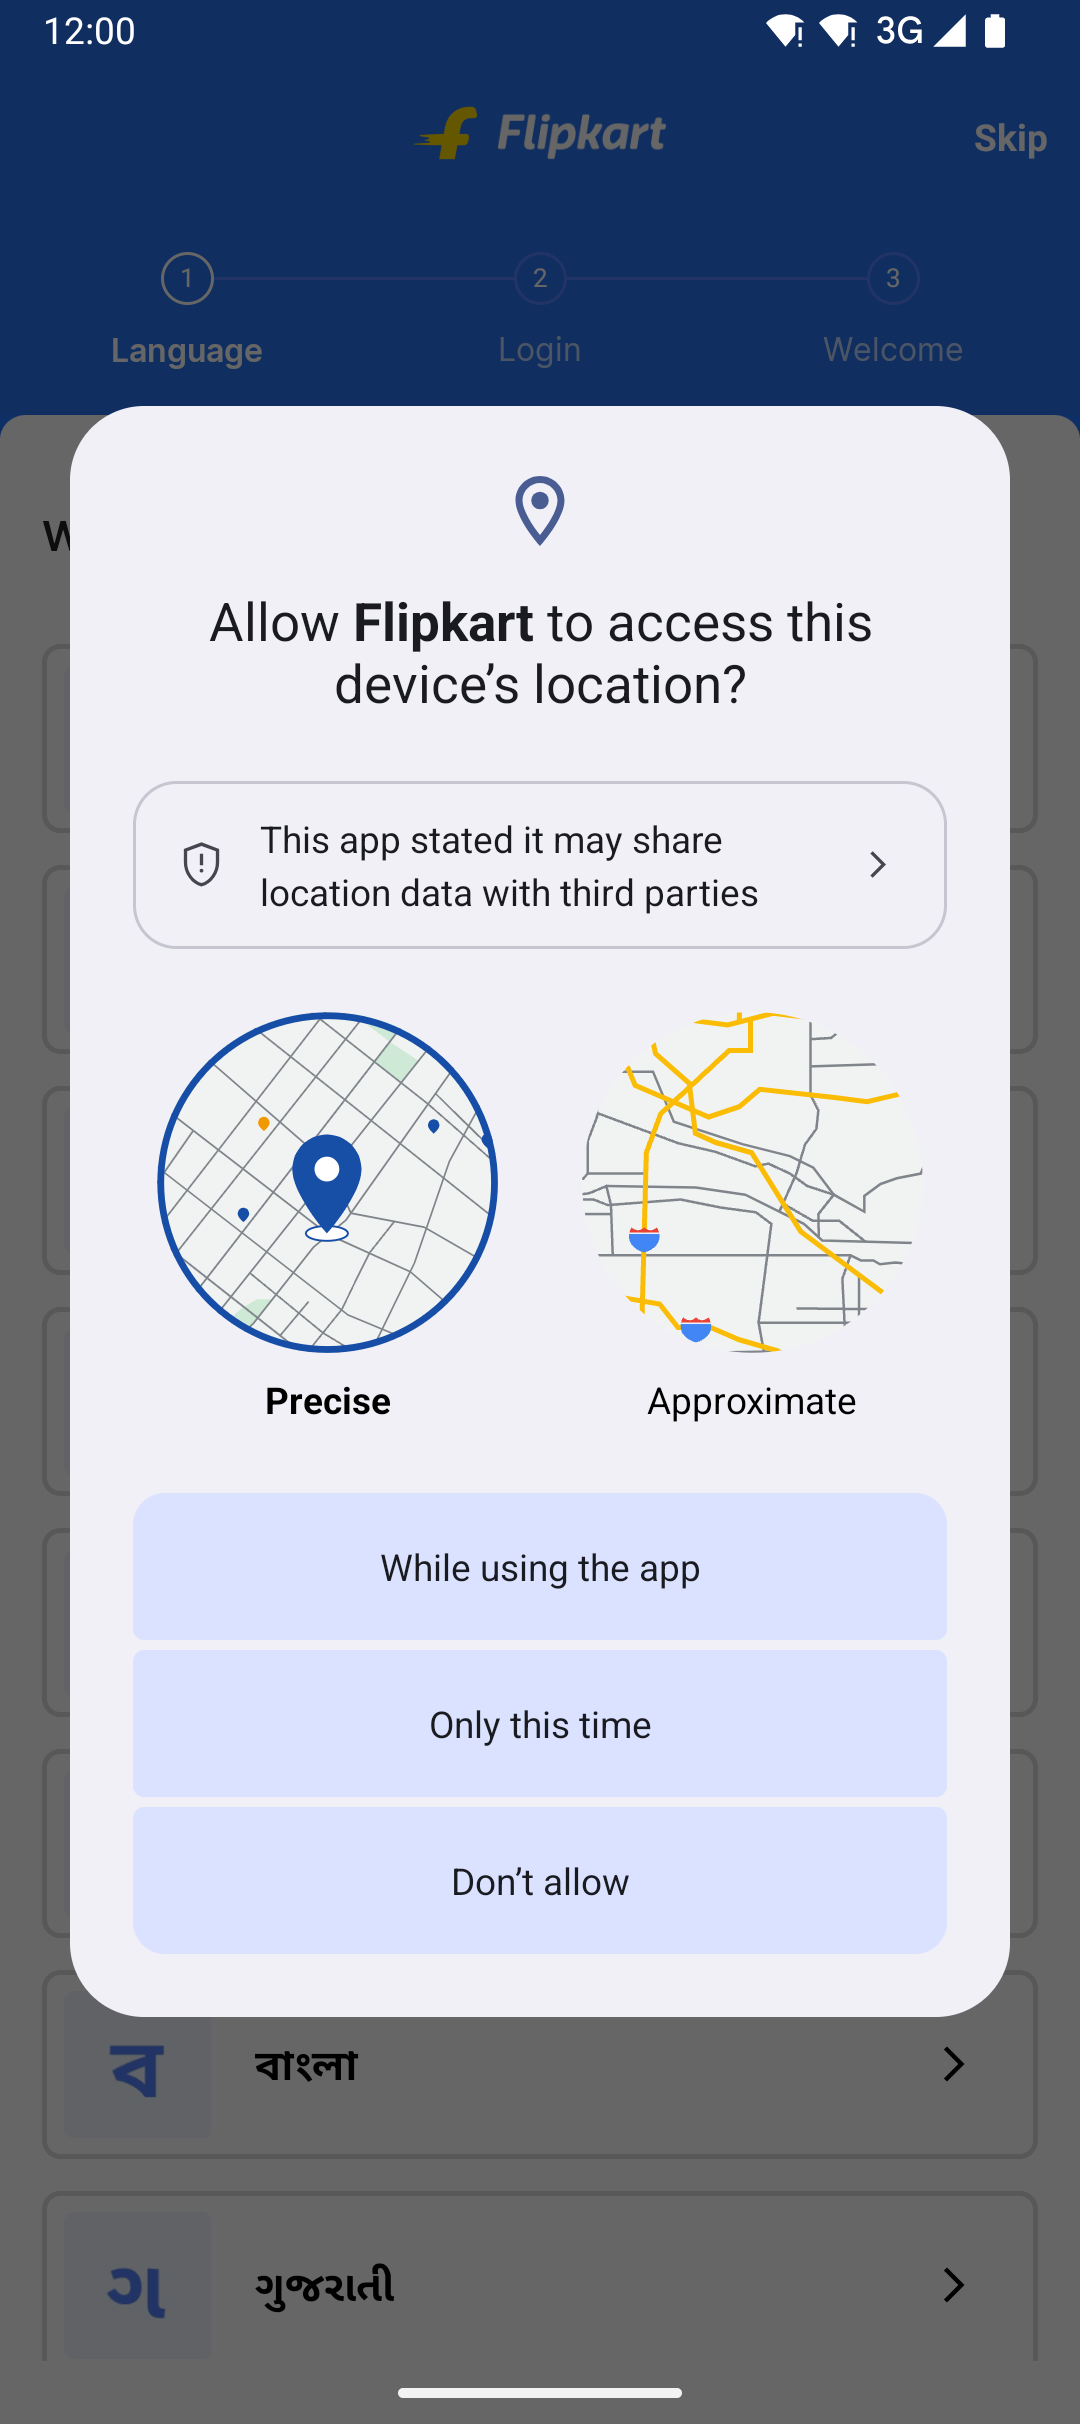 12:00
3G
Flipkart
Skip
1
2
3
Language
Login
Welcome
W
Allow Flipkart to access this
device’s location?
This app stated it may share
location data with third parties
Precise
Approximate
While using the app
Only this time
Don’t allow
ব
বাংলা
ગ
ગુજરાતી